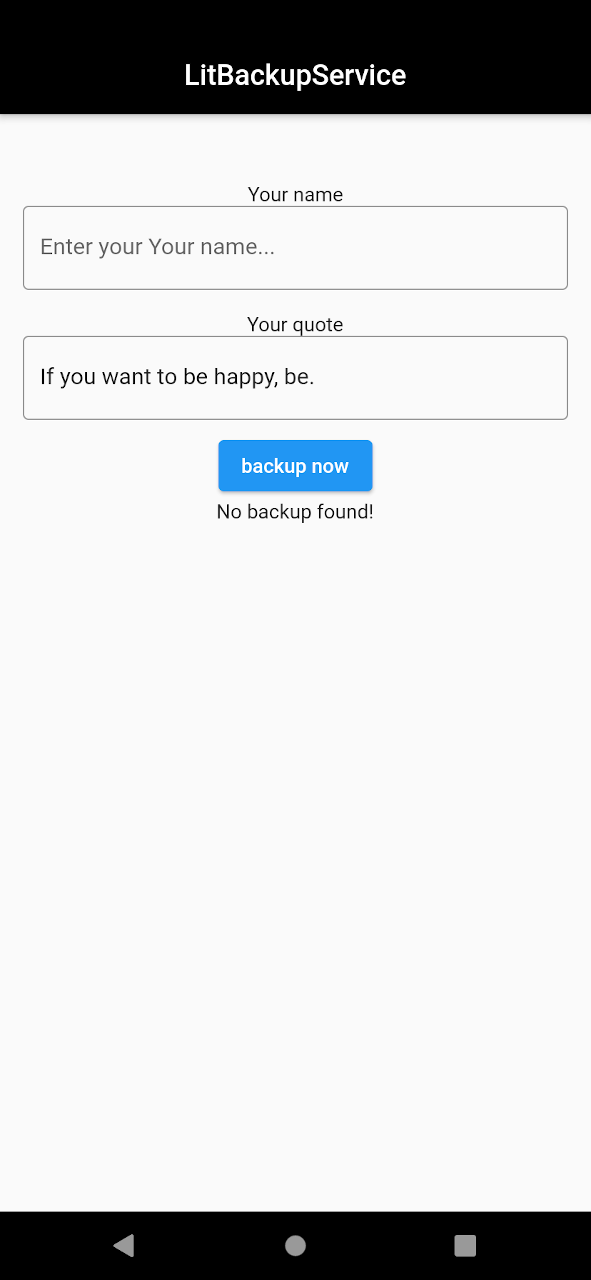 LitBackupService
Your name
Enter your Your name...
Your quote
If you want to be happy, be.
backup now
No backup found!